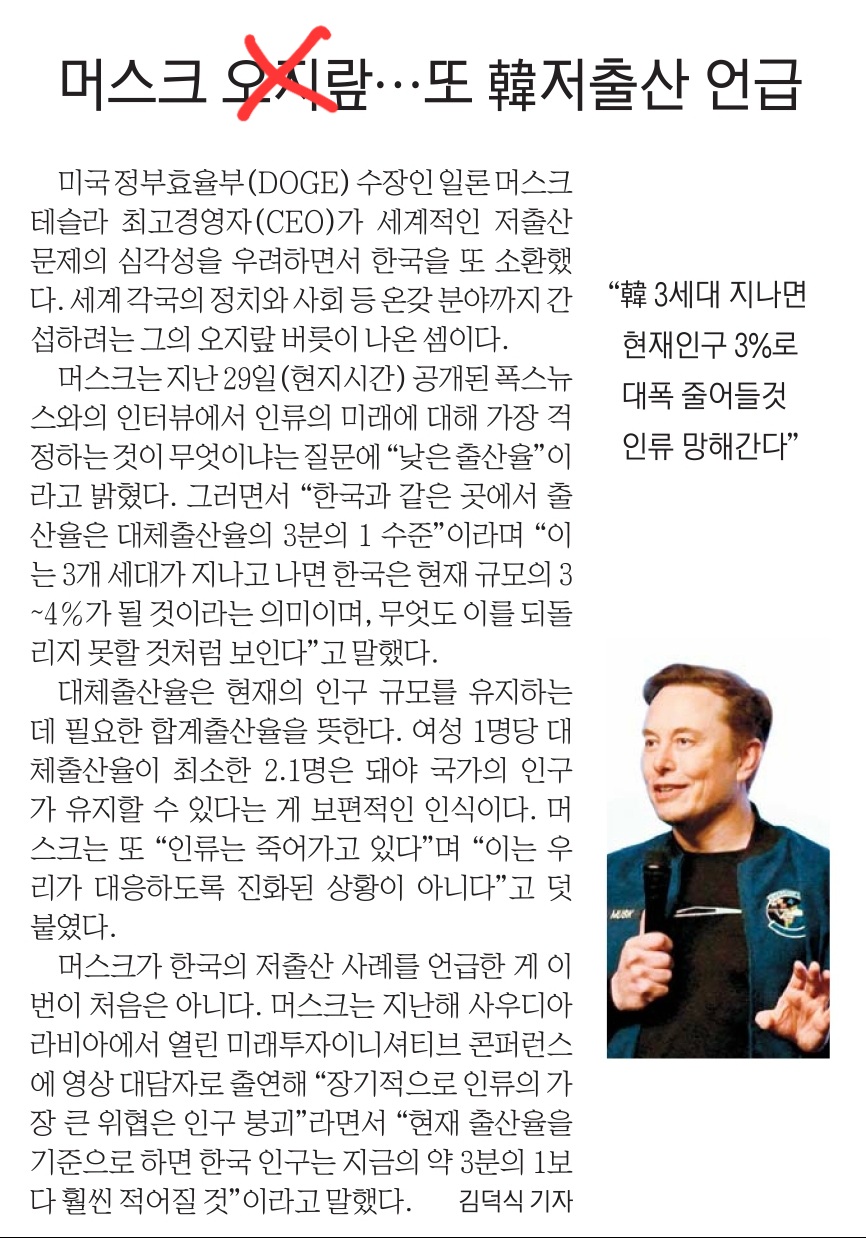 머스크 오지랖…또 韓저출산 언급
미국 정부효율부(DOGE) 수장인 일론 머스크
테슬라 최고경영자(CEO)가 세계적인 저출산
문제의 심각성을 우려하면서 한국을 또 소환했
다. 세계 각국의 정치와 사회 등 온갖 분야까지 간
섭하려는 그의 오지랖 버릇이 나온 셈이다.
머스크는 지난 29일(현지시간) 공개된 폭스뉴
스와의 인터뷰에서 인류의 미래에 대해 가장 걱
정하는 것이 무엇이냐는 질문에 “낮은 출산율”이
라고 밝혔다. 그러면서 “한국과 같은 곳에서 출
산율은 대체출산율의 3분의 1 수준”이라며 “이
는 3개 세대가 지나고 나면 한국은 현재 규모의 3
~4%가 될 것이라는 의미이며, 무엇도 이를 되돌
리지 못할 것처럼 보인다”고 말했다.
대체출산율은 현재의 인구 규모를 유지하는
데 필요한 합계출산율을 뜻한다. 여성 1명당 대
체출산율이 최소한 2.1명은 돼야 국가의 인구
가 유지할 수 있다는 게 보편적인 인식이다. 머
스크는 또 “인류는 죽어가고 있다”며 “이는 우
리가 대응하도록 진화된 상황이 아니다”고 덧
붙였다.
머스크가 한국의 저출산 사례를 언급한 게 이
번이 처음은 아니다. 머스크는 지난해 사우디아
라비아에서 열린 미래투자이니셔티브 콘퍼런스
에 영상 대담자로 출연해 “장기적으로 인류의 가
장 큰 위협은 인구 붕괴”라면서 “현재 출산율을
기준으로 하면 한국 인구는 지금의 약 3분의 1보
다 훨씬 적어질 것”이라고 말했다. 김덕식 기자
“韓 3세대 지나면
현재인구 3%로
대폭 줄어들것
인류 망해간다”
MUSK